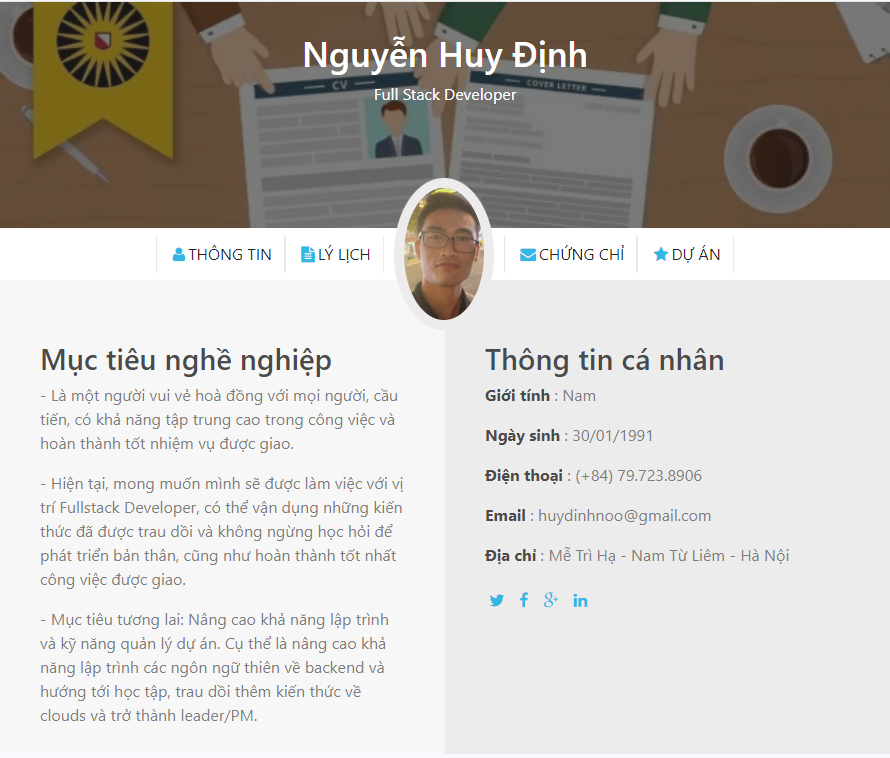 Nguyễn Huy Định
Full Stack Developer
CV
COVER LETTER
THÔNG TIN
LÝ LỊCH
CHỨNG CHỈ
DỰ ÁN
Mục tiêu nghề nghiệp
- Là một người vui vẻ hoà đồng với mọi người, cầu
tiến, có khả năng tập trung cao trong công việc và
hoàn thành tốt nhiệm vụ được giao.
- Hiện tại, mong muốn mình sẽ được làm việc với vị
trí Fullstack Developer, có thể vận dụng những kiến
thức đã được trau dồi và không ngừng học hỏi để
phát triển bản thân, cũng như hoàn thành tốt nhất
công việc được giao.
- Mục tiêu tương lai: Nâng cao khả năng lập trình
và kỹ năng quản lý dự án. Cụ thể là nâng cao khả
năng lập trình các ngôn ngữ thiên về backend và
hướng tới học tập, trau dồi thêm kiến thức về
clouds và trở thành leader/PM.
Thông tin cá nhân
Giới tính : Nam
Ngày sinh : 30/01/1991
Điện thoại : (+84) 79.723.8906
Email : huydinhnoo@gmail.com
Địa chỉ : Mễ Trì Hạ - Nam Từ Liêm - Hà Nội